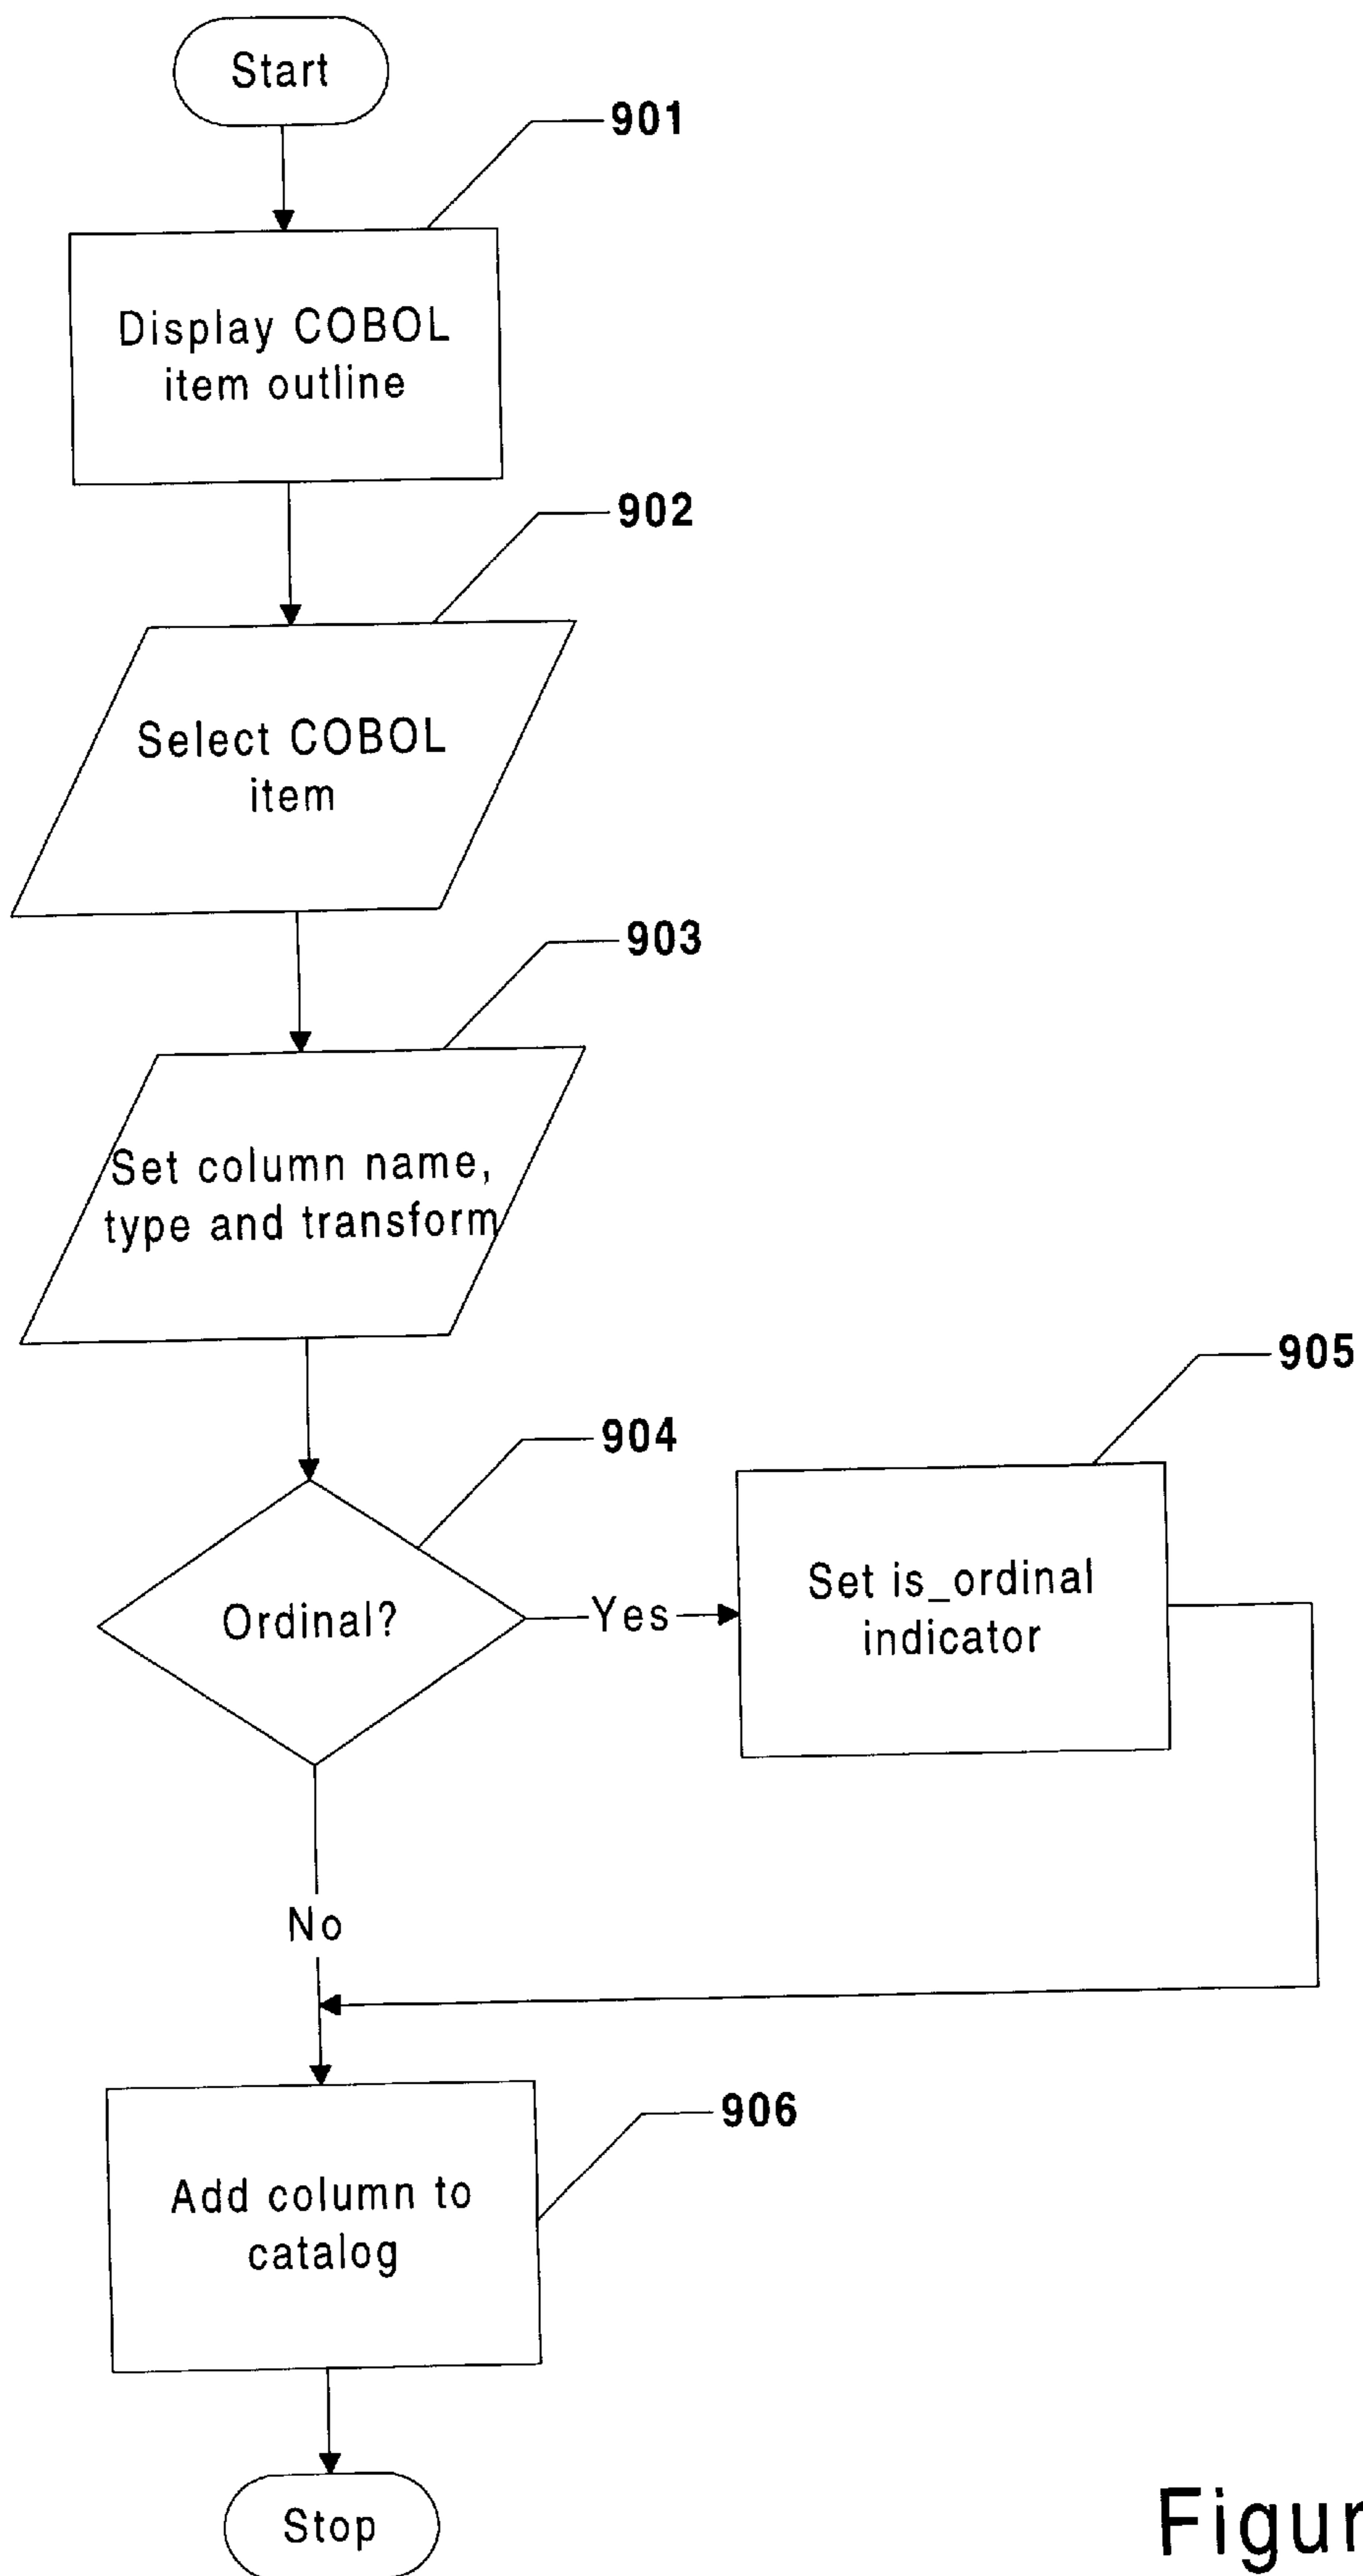 Start
901
Display COBOL
item outline
902
Select COBOL
item
903
Set column name,
type and transform
904
Ordinal?
Yes
905
Set is_ordinal
indicator
No
906
Add column to
catalog
Stop
Figur